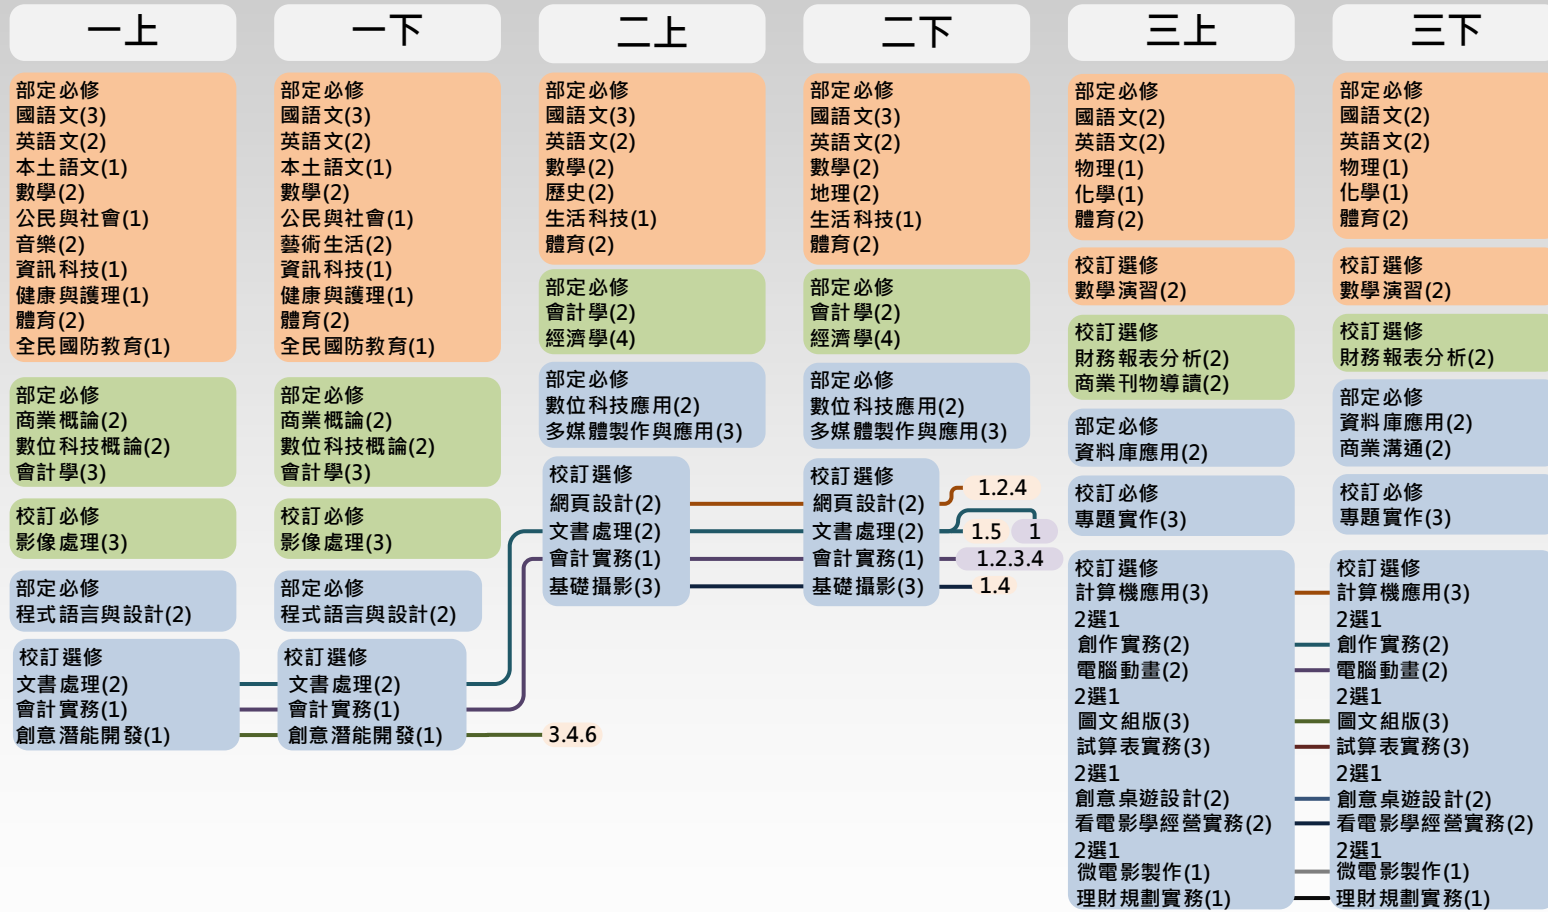 一上
部定必修
國語文(3)
英語文(2)
本土語文(1)
數學(2)
公民與社會(1)
音樂(2)
資訊科技(1)
健康與護理(1)
體育(2)
全民國防教育(1)
部定必修
商業概論(2)
數位科技概論(2)
會計學(3)
校訂必修
影像處理(3)
部定必修
程式語言與設計(2)
校訂選修
文書處理(2)
會計實務(1)
創意潛能開發(1)
一下
部定必修
國語文(3)
英語文(2)
本土語文(1)
數學(2)
公民與社會(1)
藝術生活(2)
資訊科技(1)
健康與護理(1)
體育(2)
全民國防教育(1)
部定必修
商業概論(2)
數位科技概論(2)
會計學(3)
校訂必修
影像處理(3)
部定必修
程式語言與設計(2)
校訂選修
文書處理(2)
會計實務(1)
創意潛能開發(1)
3.4.6
二上
部定必修
國語文(3)
英語文(2)
數學(2)
歷史(2)
生活科技(1)
體育(2)
部定必修
會計學(2)
經濟學(4)
部定必修
數位科技應用(2)
多媒體製作與應用(3)
校訂選修
網頁設計(2)
文書處理(2)
會計實務(1)
基礎攝影(3)
二下
部定必修
國語文(3)
英語文(2)
數學(2)
地理(2)
生活科技(1)
體育(2)
部定必修
會計學(2)
經濟學(4)
部定必修
數位科技應用(2)
多媒體製作與應用(3)
校訂選修
網頁設計(2)
文書處理(2)
會計實務(1)
基礎攝影(3)
1.2.4
1.5 1
1.2.3.4
1.4
三上
部定必修
國語文(2)
英語文(2)
物理(1)
化學(1)
體育(2)
校訂選修
數學演習(2)
校訂選修
財務報表分析(2)
商業刊物導讀(2)
部定必修
資料庫應用(2)
校訂必修
專題實作(3)
校訂選修
計算機應用(3)
2選1
創作實務(2)
電腦動畫(2)
2選1
圖文組版(3)
試算表實務(3)
2選1
創意桌遊設計(2)
看電影學經營實務(2)
2選1
微電影製作(1)
理財規劃實務(1)
三下
部定必修
國語文(2)
英語文(2)
物理(1)
化學(1)
體育(2)
校訂選修
數學演習(2)
校訂選修
財務報表分析(2)
部定必修
資料庫應用(2)
商業溝通(2)
校訂必修
專題實作(3)
校訂選修
計算機應用(3)
2選1
創作實務(2)
電腦動畫(2)
2選1
圖文組版(3)
試算表實務(3)
2選1
創意桌遊設計(2)
看電影學經營實務(2)
2選1
微電影製作(1)
理財規劃實務(1)